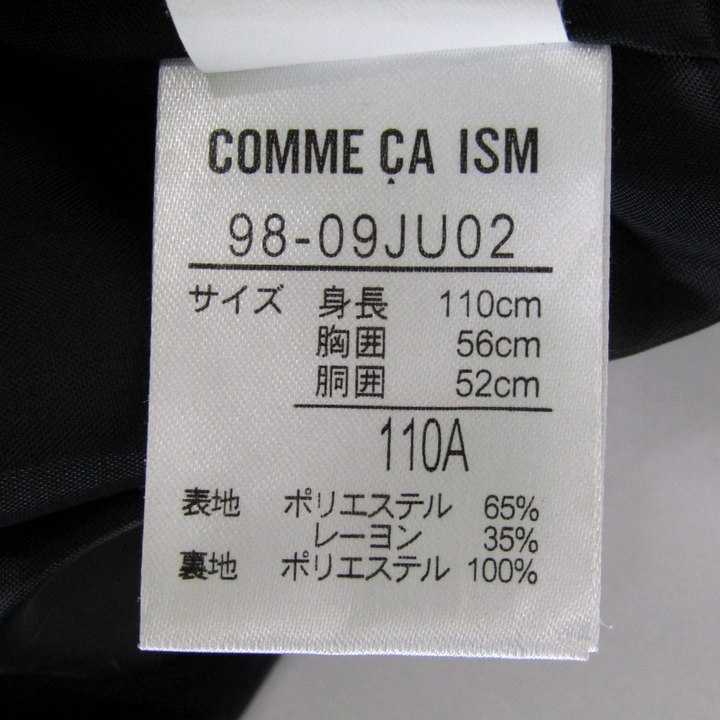 COMME ÇA ISM
98-09JU02
サイズ 身長 110cm
胸囲 56cm
胴囲 52cm
110A
表地 ポリエステル 65%
レーヨン 35%
裏地 ポリエステル 100%